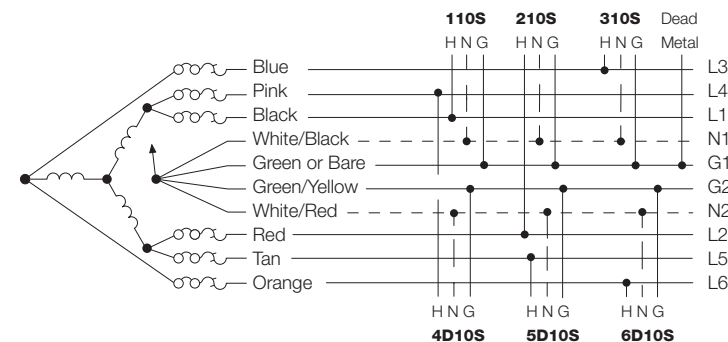 110S 210S 310S Dead
H N G H N G H N G Metal
Blue L3
Pink L4
Black L1
White/Black N1
Green or Bare G1
Green/Yellow G2
White/Red N2
Red L2
Tan L5
Orange L6
H N G H N G H N G
4D10S 5D10S 6D10S